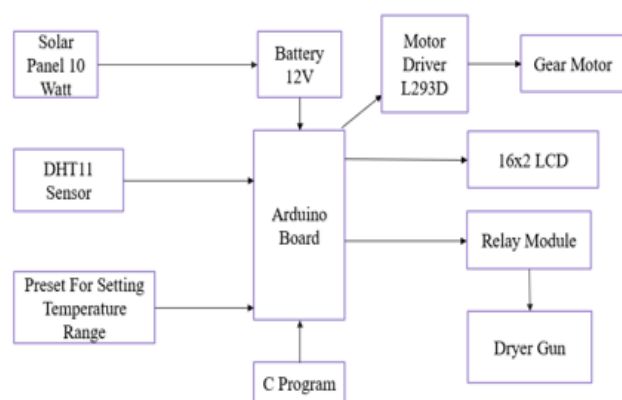 Solar
Panel 10
Watt
Battery
12V
Motor
Driver
L293D
Gear Motor
DHT11
Sensor
Arduino
Board
16x2 LCD
Relay Module
Preset For Setting
Temperature
Range
Dryer Gun
C Program